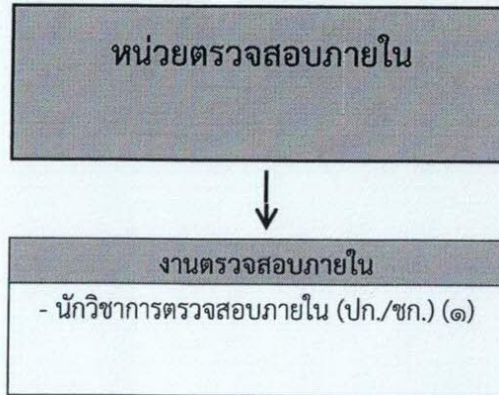 หน่วยตรวจสอบภายใน
งานตรวจสอบภายใน
- นักวิชาการตรวจสอบภายใน (ปก./ชก.) (๑)